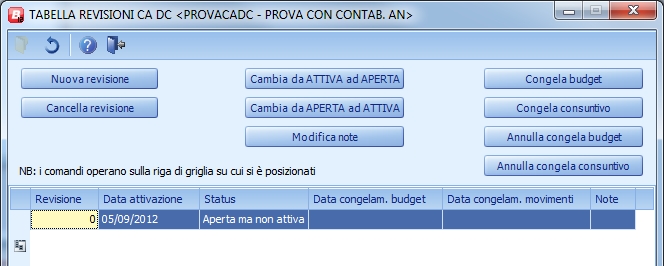 TABELLA REVISIONI CA DC <PROVACADC - PROVA CON CONTAB. AN>
Nuova revisione
Cambia da ATTIVA ad APERTA
Congela budget
Cancella revisione
Cambia da APERTA ad ATTIVA
Congela consuntivo
Modifica note
Annulla congela budget
Annulla congela consuntivo
NB: i comandi operano sulla riga di griglia su cui si è posizionati
Revisione Data attivazione Status Data congelam. budget Data congelam. movimenti Note
0 05/09/2012 Aperta ma non attiva